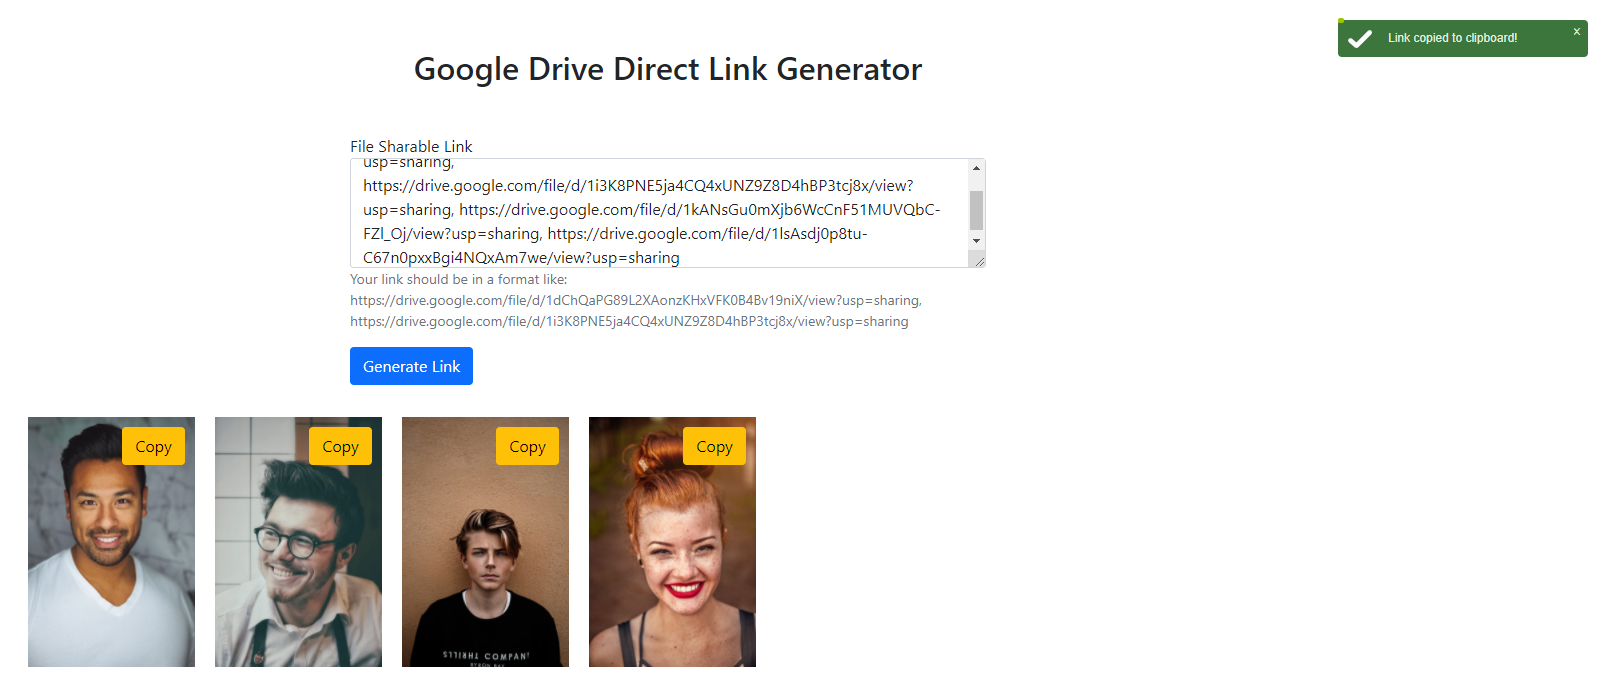 Link copied to clipboard!
x
Google Drive Direct Link Generator
File Sharable Link
usp=sharing,
https://drive.google.com/file/d/1i3K8PNE5ja4CQ4xUNZ9Z8D4hBP3tcj8x/view?
usp=sharing, https://drive.google.com/file/d/1kANsGu0mXjb6WcCnF51MUVQbC-
FZl_Oj/view?usp=sharing, https://drive.google.com/file/d/1lsAsdj0p8tu-
C67n0pxxBgi4NQxAm7we/view?usp=sharing
Your link should be in a format like:
https://drive.google.com/file/d/1dChQaPG89L2XAonzKHxVFK0B4Bv19niX/view?usp=sharing,
https://drive.google.com/file/d/1i3K8PNE5ja4CQ4xUNZ9Z8D4hBP3tcj8x/view?usp=sharing
Generate Link
Copy
Copy
Copy
Copy
THRILLS COMPAN
BYRON BAY